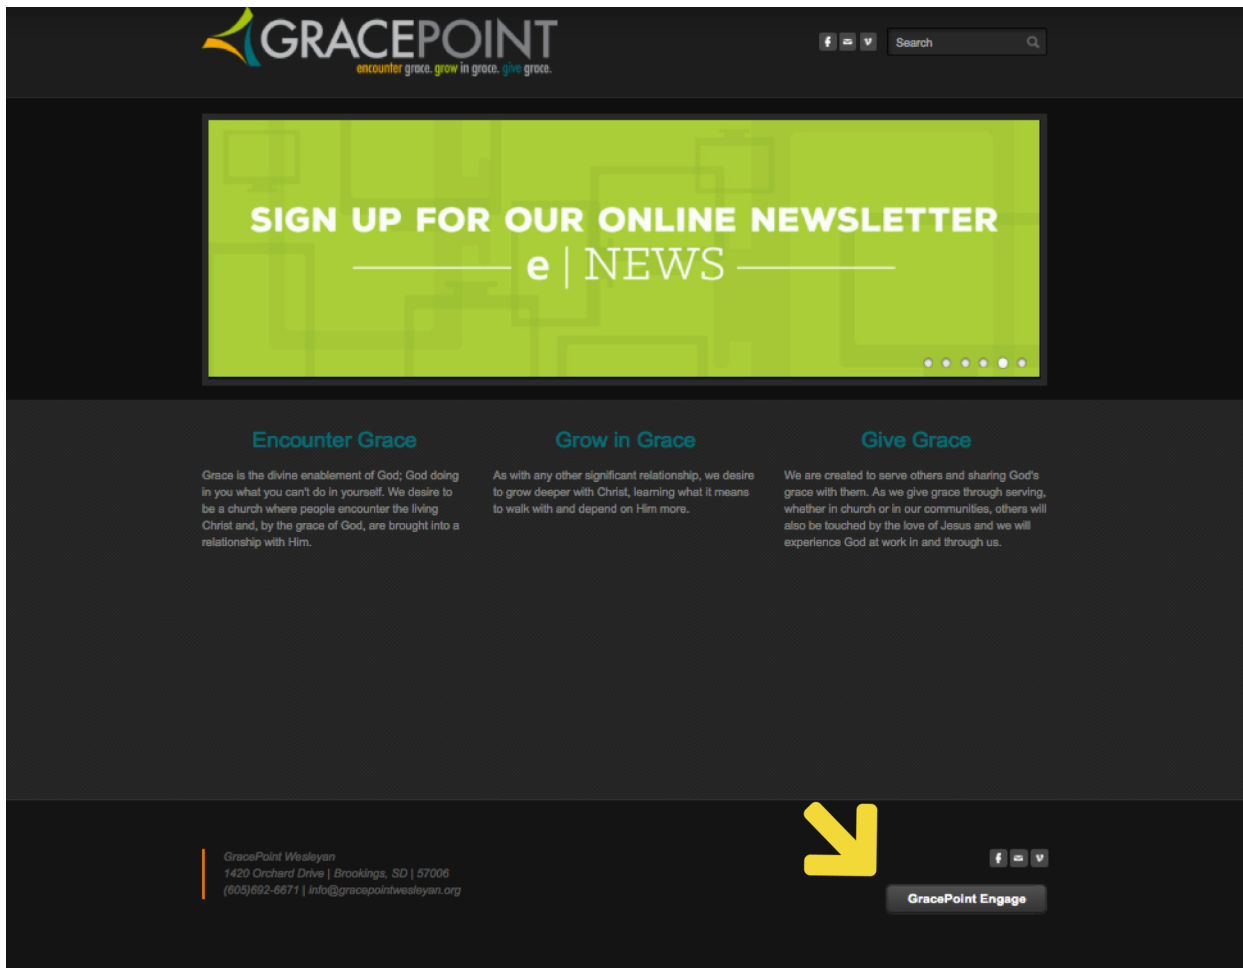 GRACEPOINT
encounter grace. grow in grace. give grace.
Search
SIGN UP FOR OUR ONLINE NEWSLETTER
e | NEWS
Encounter Grace
Grace is the divine enablement of God; God doing
in you what you can't do in yourself. We desire to
be a church where people encounter the living
Christ and, by the grace of God, are brought into a
relationship with Him.
Grow in Grace
As with any other significant relationship, we desire
to grow deeper with Christ, learning what it means
to walk with and depend on Him more.
Give Grace
We are created to serve others and sharing God's
grace with them. As we give grace through serving,
whether in church or in our communities, others will
also be touched by the love of Jesus and we will
experience God at work in and through us.
GracePoint Wesleyan
1420 Orchard Drive | Brookings, SD | 57006
(605)692-6671 | info@gracepointwesleyan.org
GracePoint Engage